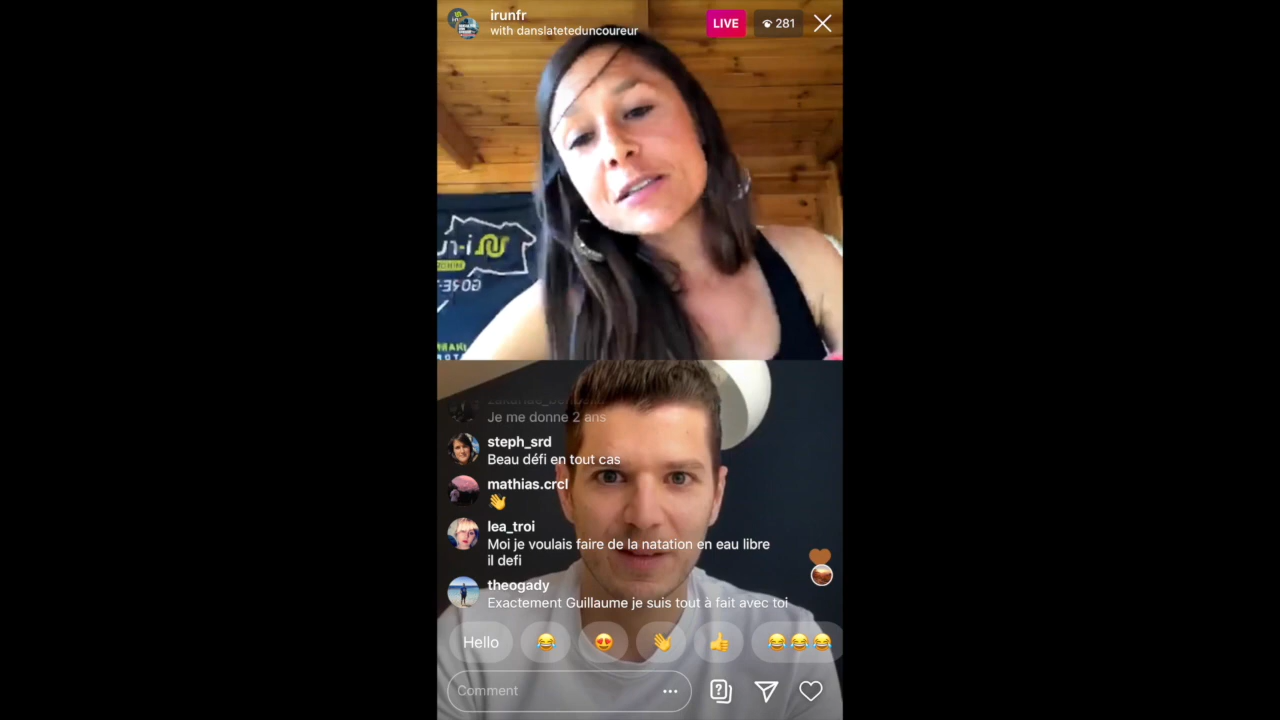 irunfr
with danslateteduncoureur
LIVE
281
Je me donne 2 ans
steph_srd
Beau défi en tout cas
mathias.crcl
👋
lea_troi
Moi je voulais faire de la natation en eau libre
il defi
theogady
Exactement Guillaume je suis tout à fait avec toi
Hello
😂
😍
👋
👍
😂😂😂
Comment